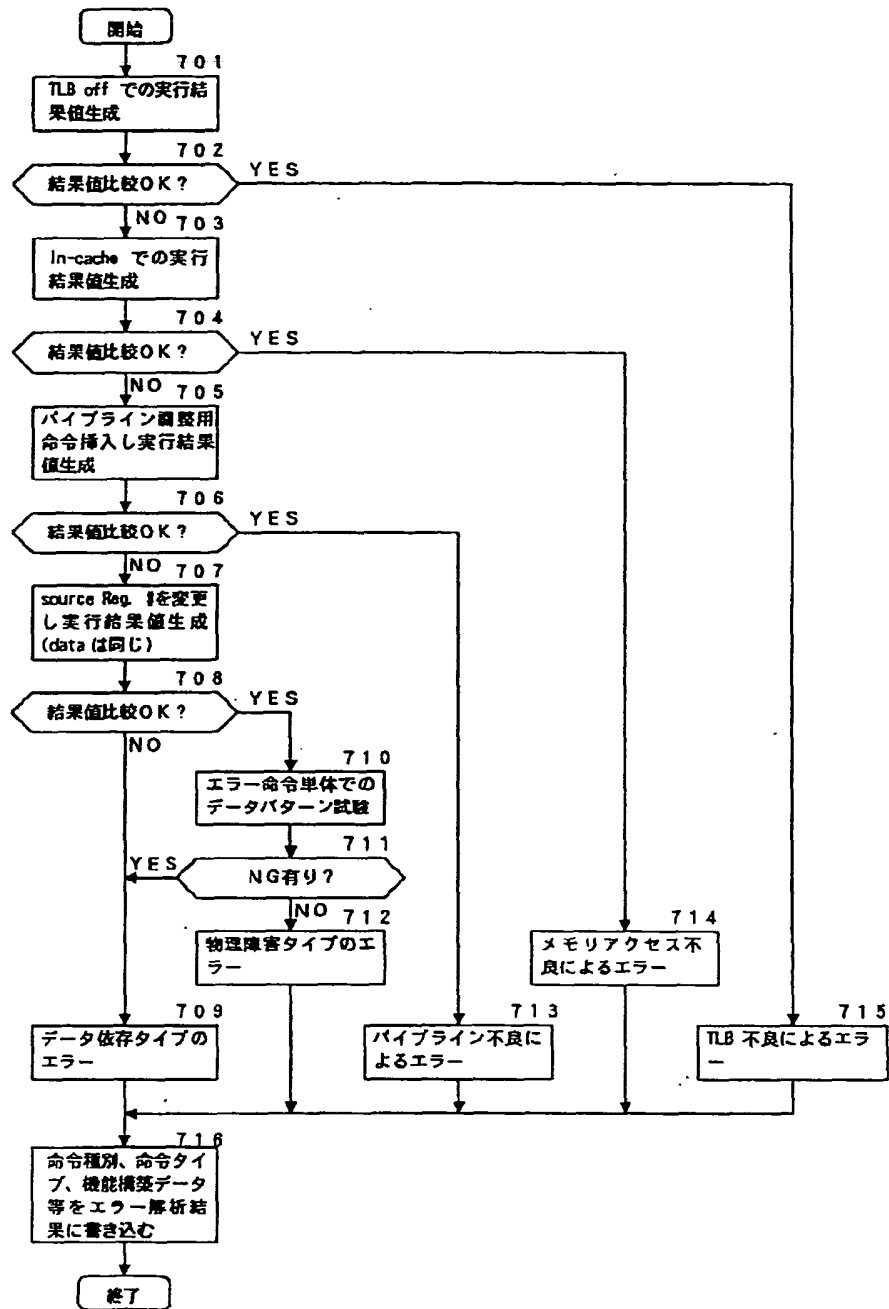 開始
701
TLB off での実行結
果値生成
702
結果値比較OK?
YES
NO
703
In-cache での実行
結果値生成
704
結果値比較OK?
YES
NO
705
パイプライン調整用
命令挿入し実行結果
値生成
706
結果値比較OK?
YES
NO
707
source Reg. #を変更
し実行結果値生成
(dataは同じ)
708
結果値比較OK?
YES
NO
710
エラー命令単体での
データパターン試験
711
NG有り?
YES
NO
712
物理障害タイプのエ
ラー
714
メモリアクセス不
良によるエラー
709
データ依存タイプの
エラー
713
パイプライン不良に
よるエラー
715
TLB 不良によるエラ
ー
716
命令種別、命令タイ
プ、機能構築データ
等をエラー解析結
果に書き込む
終了